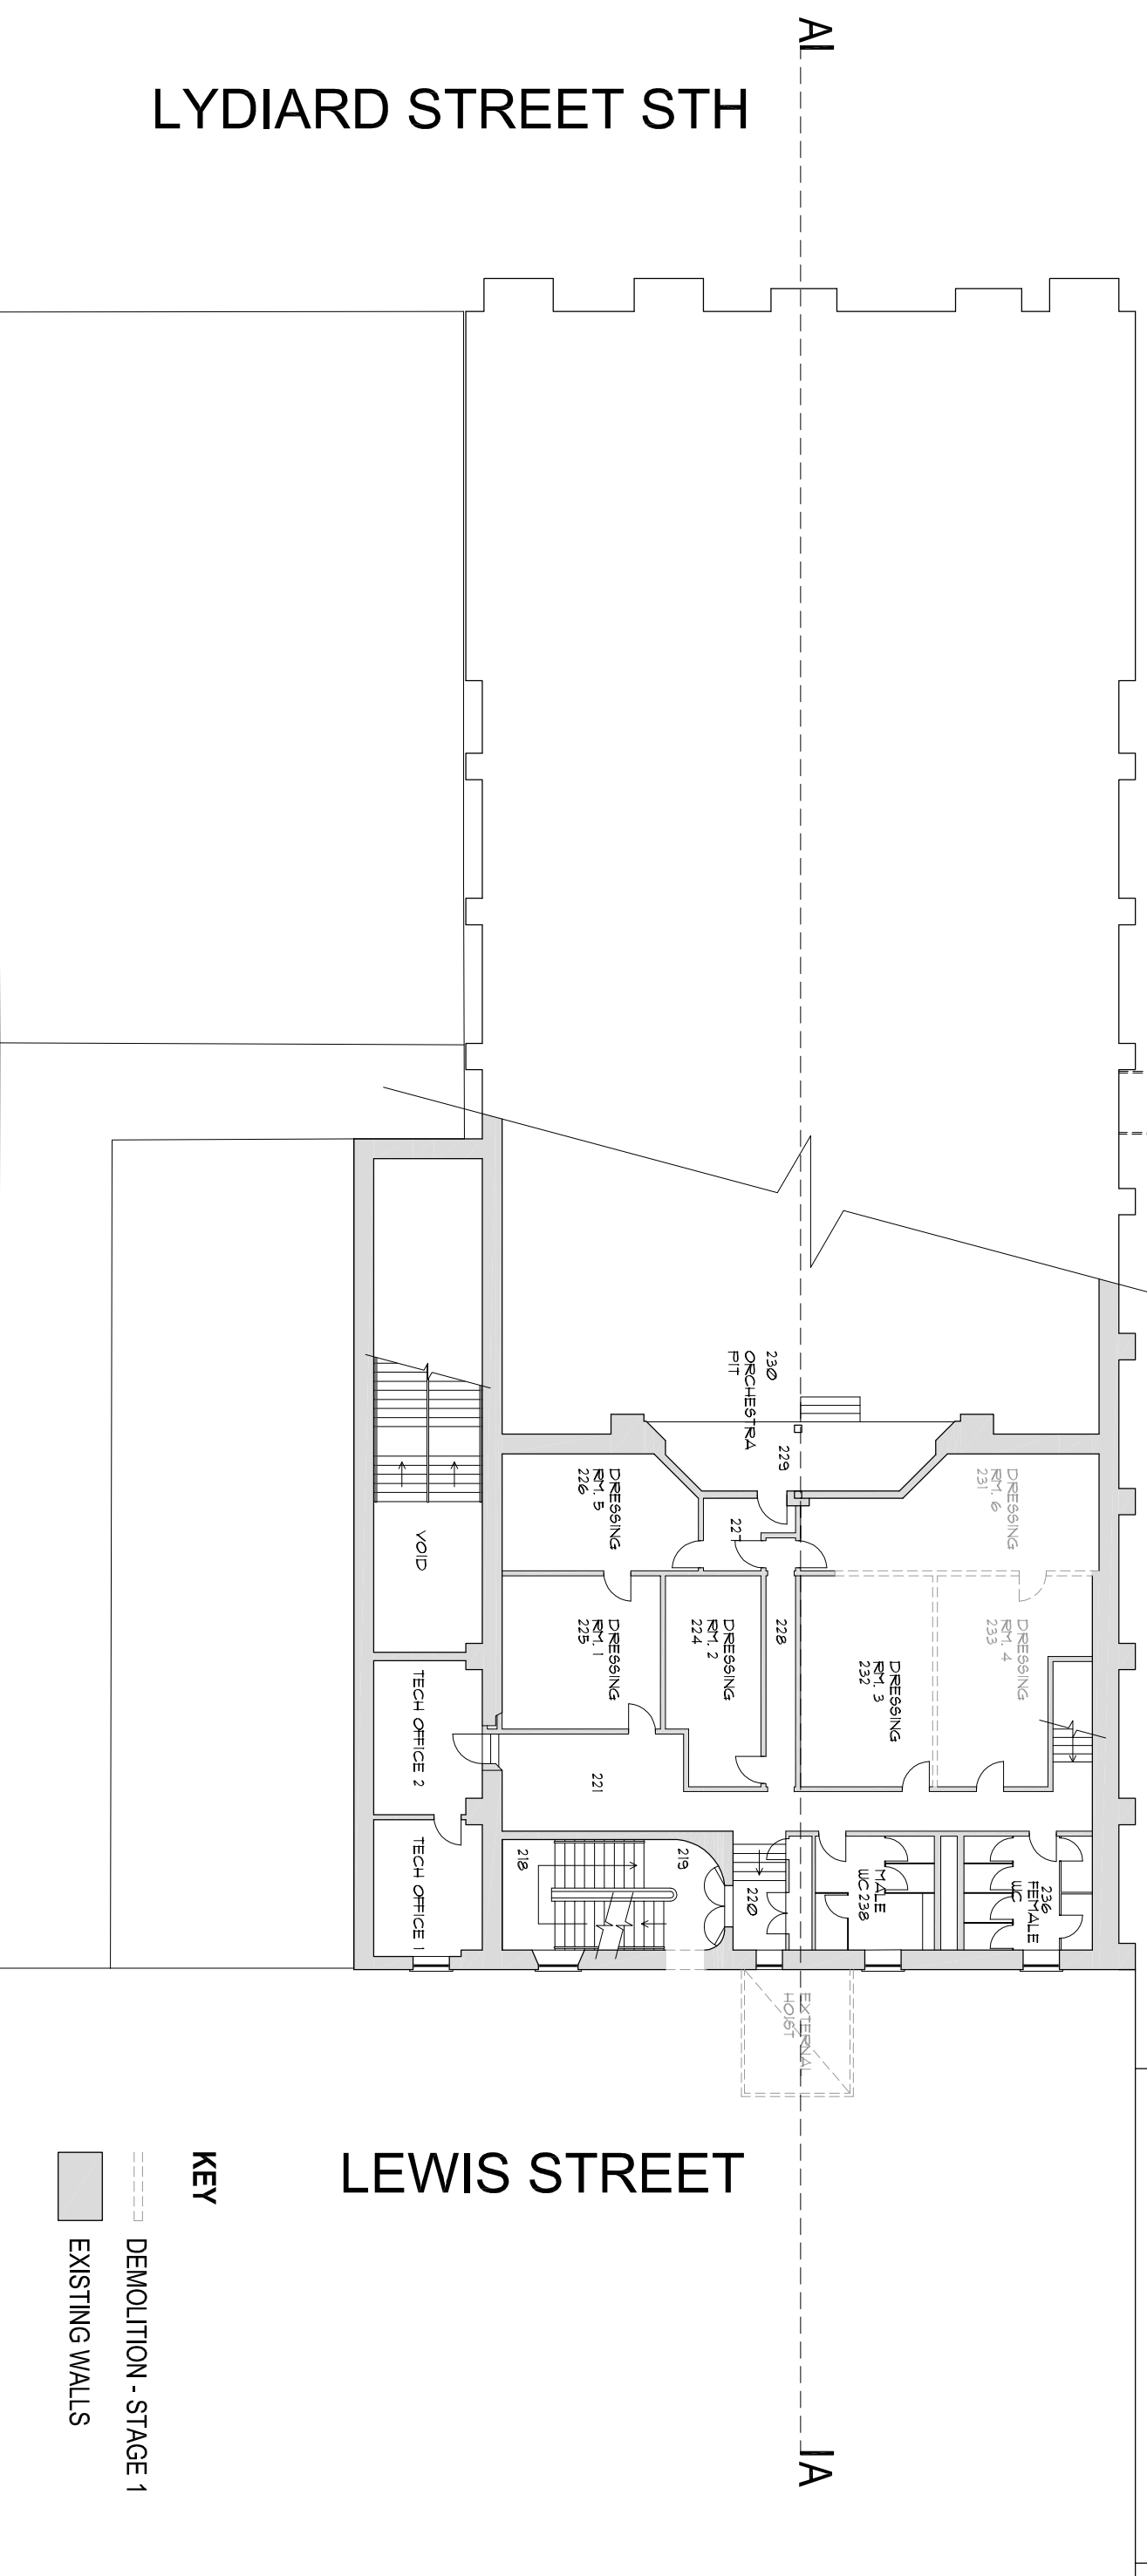 A
LYDIARD STREET STH
230
ORCHESTRA
PIT
229
DRESSING
RM. 6
231
DRESSING
RM. 5
226
227
VOID
DRESSING
RM. 1
225
DRESSING
RM. 2
224
228
DRESSING
RM. 3
232
DRESSING
RM. 4
233
TECH OFFICE 2
221
TECH OFFICE 1
218
219
220
MALE
WC 238
236
FEMALE
WC
EXTERNAL
HOIST
LEWIS STREET
KEY
DEMOLITION - STAGE 1
EXISTING WALLS
A